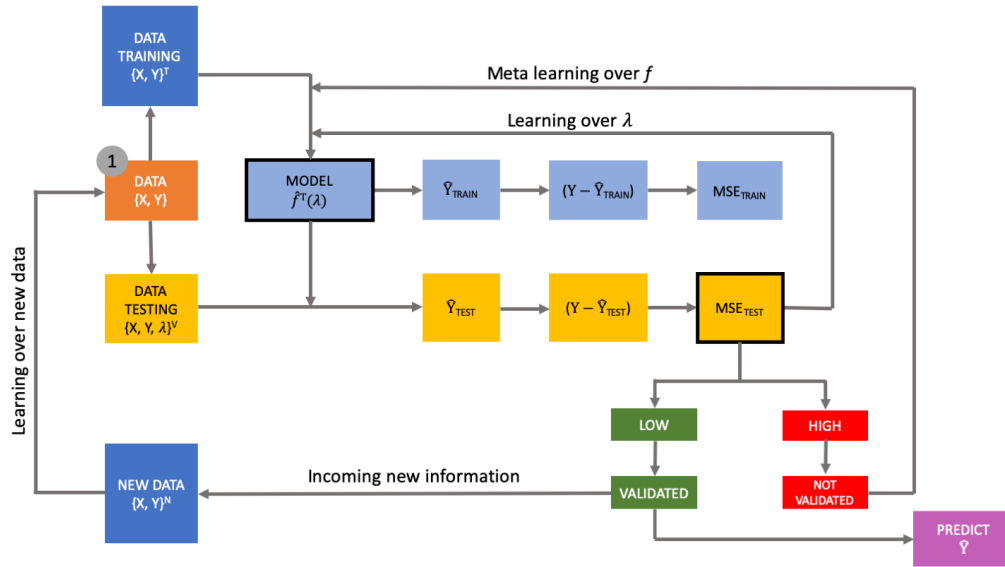 DATA
TRAINING
{X, Y}ᵀ
Meta learning over f
Learning over λ
1
DATA
{X, Y}
MODEL
f̂ᵀ(λ)
Ŷ_TRAIN
(Y − Ŷ_TRAIN)
MSE_TRAIN
Learning over new data
DATA
TESTING
{X, Y, λ}ⱽ
Ŷ_TEST
(Y − Ŷ_TEST)
MSE_TEST
LOW
HIGH
NEW DATA
{X, Y}ᴺ
Incoming new information
VALIDATED
NOT
VALIDATED
PREDICT
Ŷ